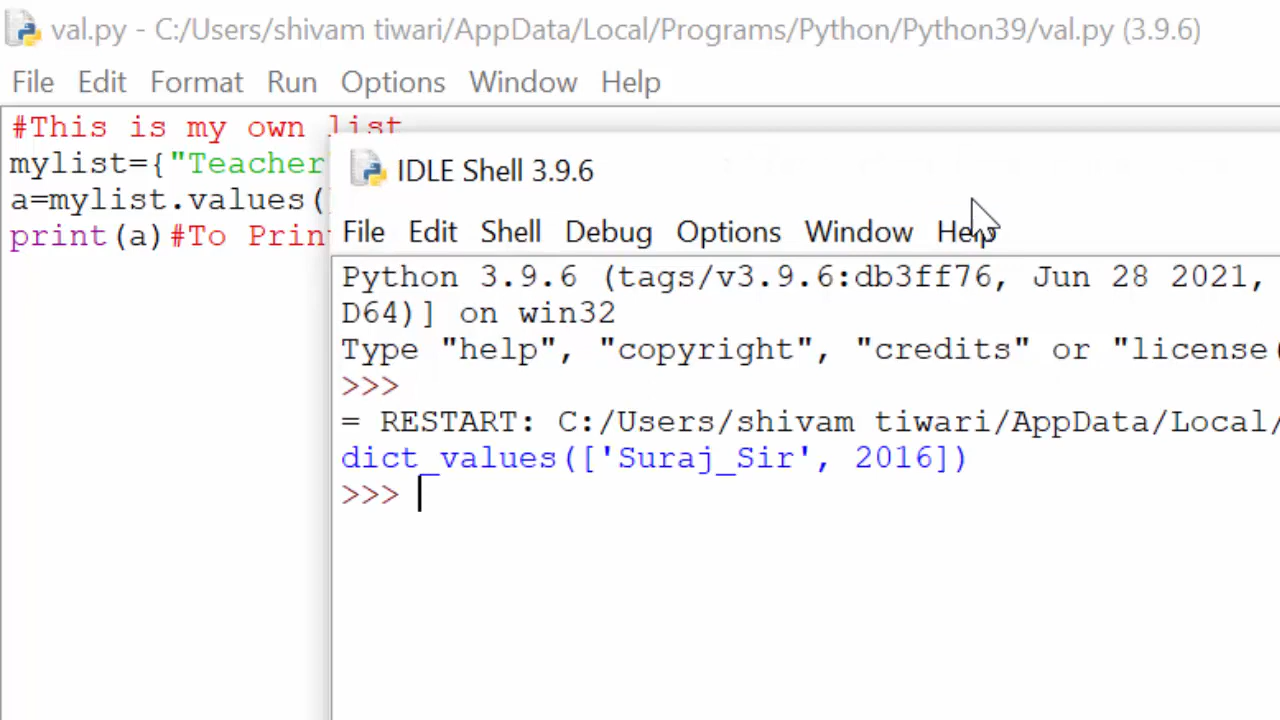 val.py - C:/Users/shivam tiwari/AppData/Local/Programs/Python/Python39/val.py (3.9.6)
File Edit Format Run Options Window Help
#This is my own list
mylist={"Teacher
a=mylist.values(
print(a)#To Prin
IDLE Shell 3.9.6
File Edit Shell Debug Options Window Help
Python 3.9.6 (tags/v3.9.6:db3ff76, Jun 28 2021,
D64)] on win32
Type "help", "copyright", "credits" or "license(
>>>
= RESTART: C:/Users/shivam tiwari/AppData/Local/
dict_values(['Suraj_Sir', 2016])
>>>